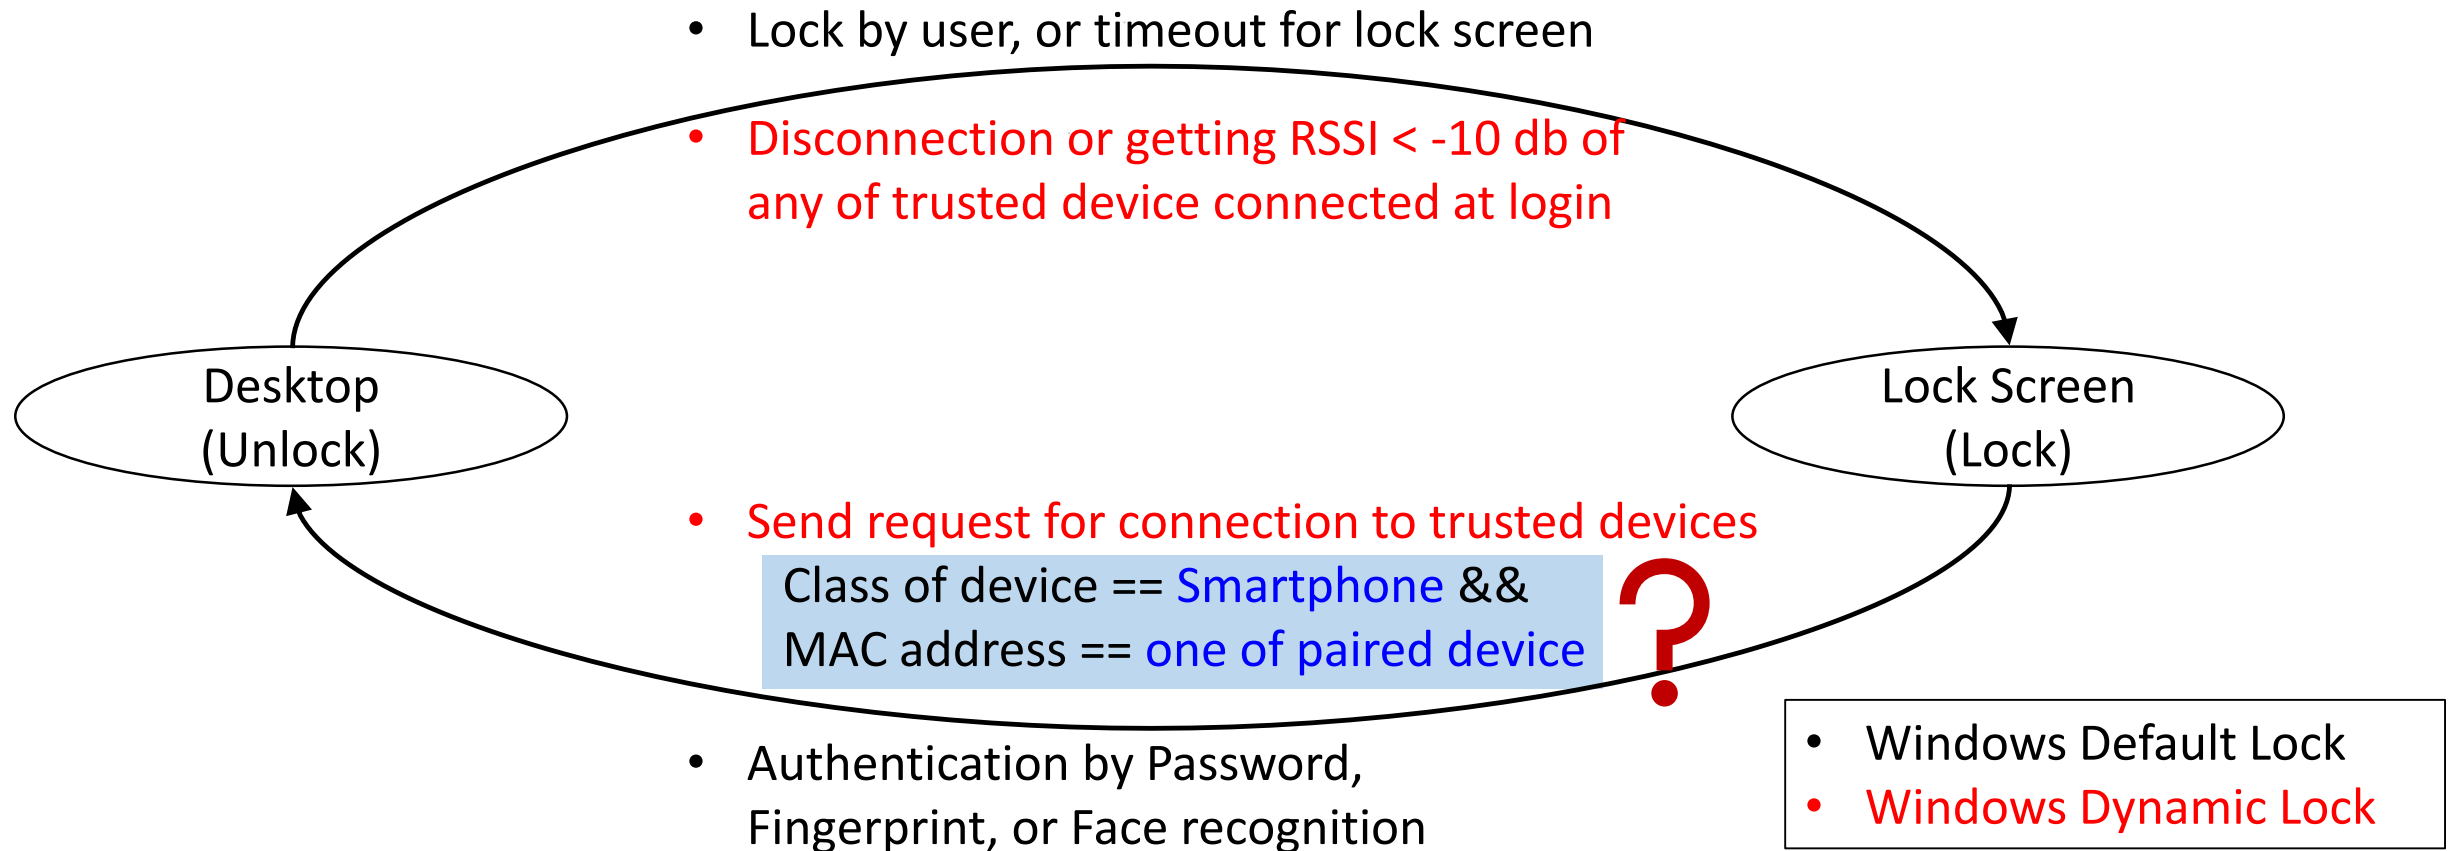 • Lock by user, or timeout for lock screen
• Disconnection or getting RSSI < -10 db of
any of trusted device connected at login
Desktop
(Unlock)
Lock Screen
(Lock)
• Send request for connection to trusted devices
Class of device == Smartphone &&
MAC address == one of paired device
?
• Authentication by Password,
Fingerprint, or Face recognition
• Windows Default Lock
• Windows Dynamic Lock